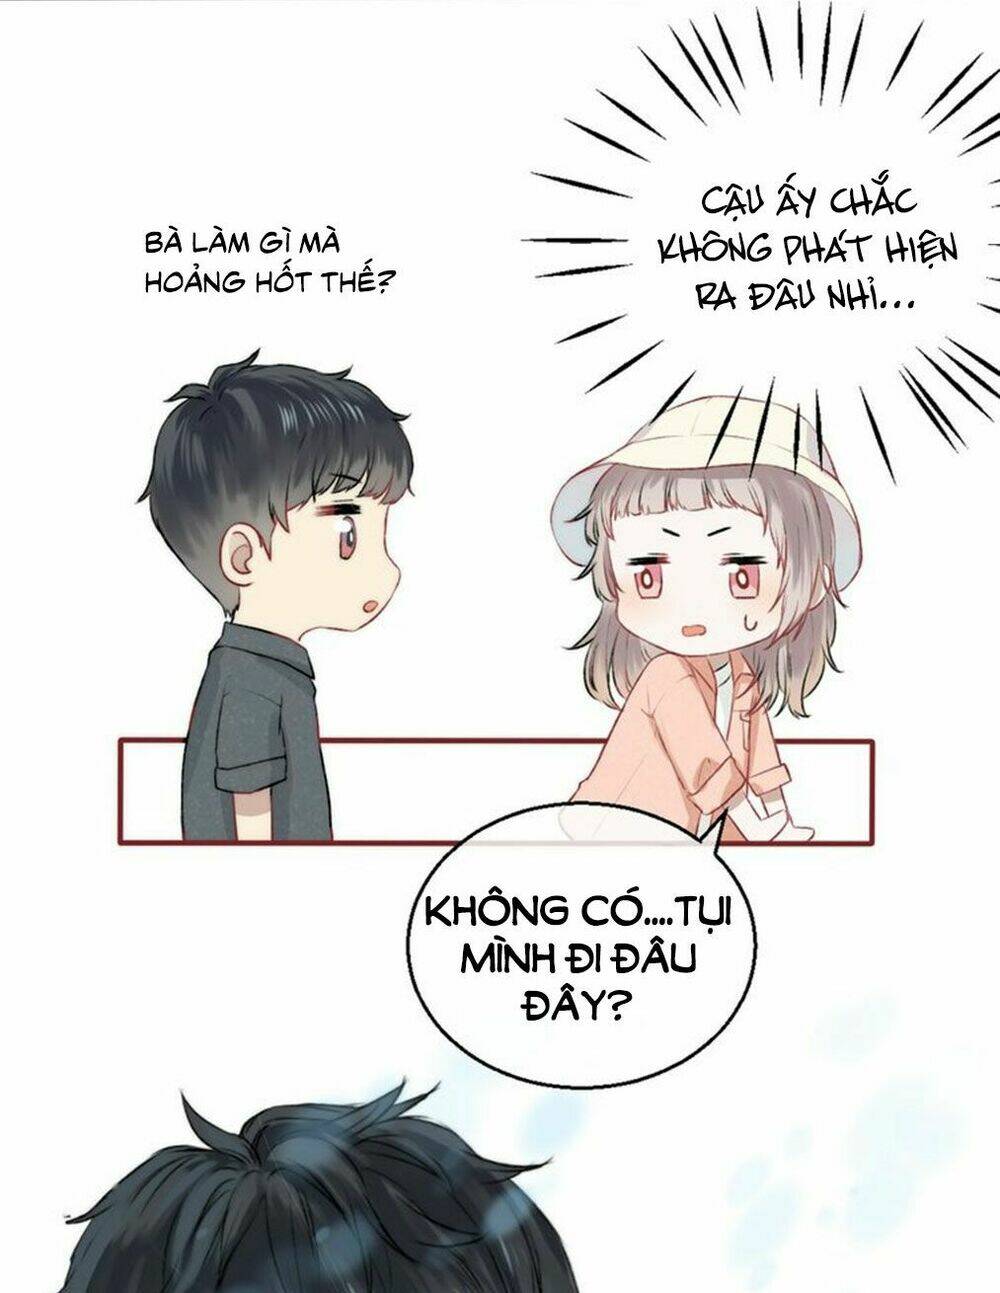 CẬU ẤY CHẮC
KHÔNG PHÁT HIỆN
RA ĐÂU NHỈ...
BÀ LÀM GÌ MÀ
HOẢNG HỐT THẾ?
KHÔNG CÓ....TỤI
MÌNH ĐI ĐÂU
ĐÂY?